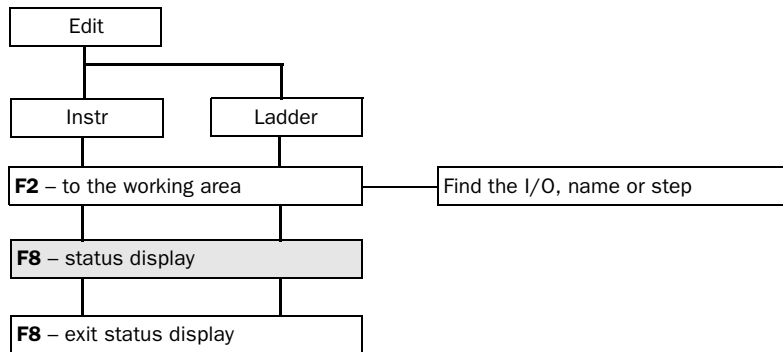 Edit
Instr
Ladder
F2 – to the working area
Find the I/O, name or step
F8 – status display
F8 – exit status display